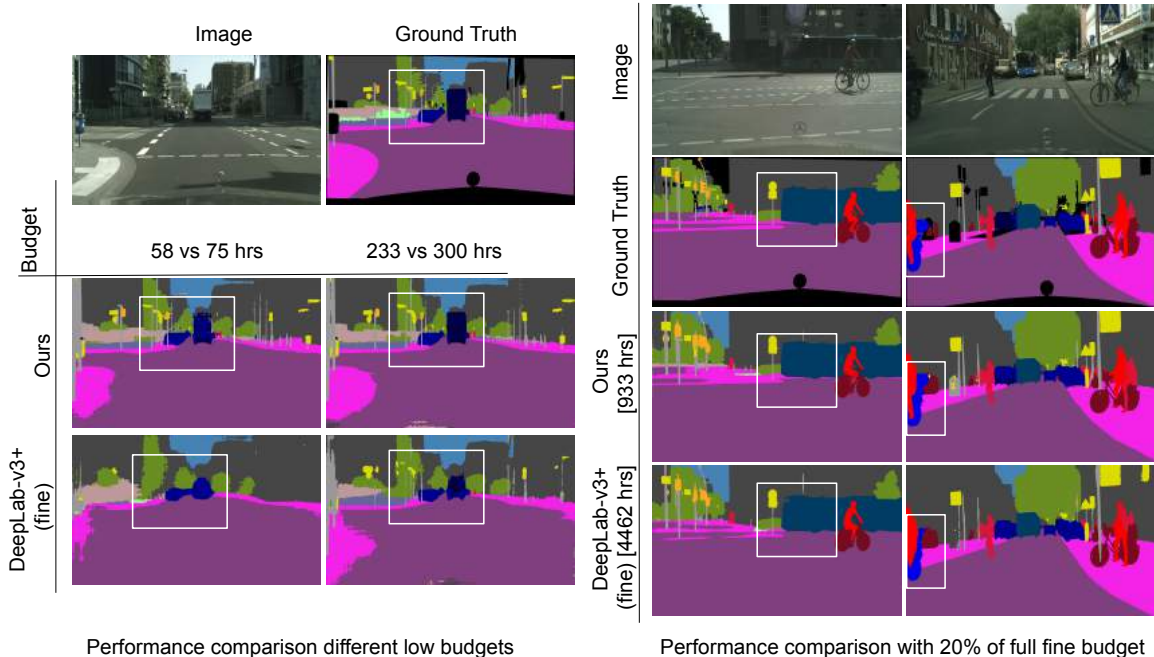 Image
Ground Truth
Budget
58 vs 75 hrs
233 vs 300 hrs
Ours
DeepLab-v3+
(fine)
Performance comparison different low budgets
Image
Ground Truth
Ours
[933 hrs]
DeepLab-v3+
(fine) [4462 hrs]
Performance comparison with 20% of full fine budget